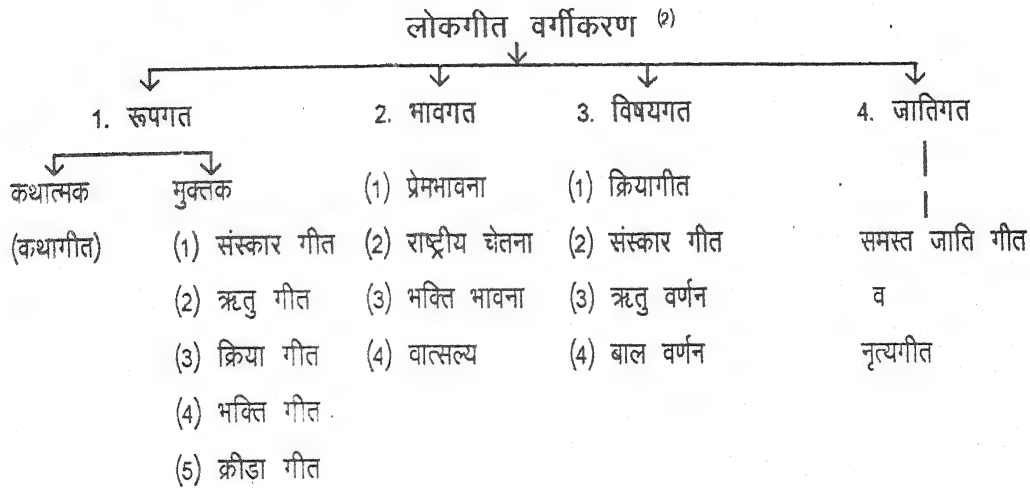 लोकगीत वर्गीकरण (2)
1. रूपगत 2. भावगत 3. विषयगत 4. जातिगत
कथात्मक मुक्तक (1) प्रेमभावना (1) क्रियागीत
(कथागीत) (1) संस्कार गीत (2) राष्ट्रीय चेतना (2) संस्कार गीत समस्त जाति गीत
(2) ऋतु गीत (3) भक्ति भावना (3) ऋतु वर्णन व
(3) क्रिया गीत (4) वात्सल्य (4) बाल वर्णन नृत्यगीत
(4) भक्ति गीत
(5) क्रीड़ा गीत